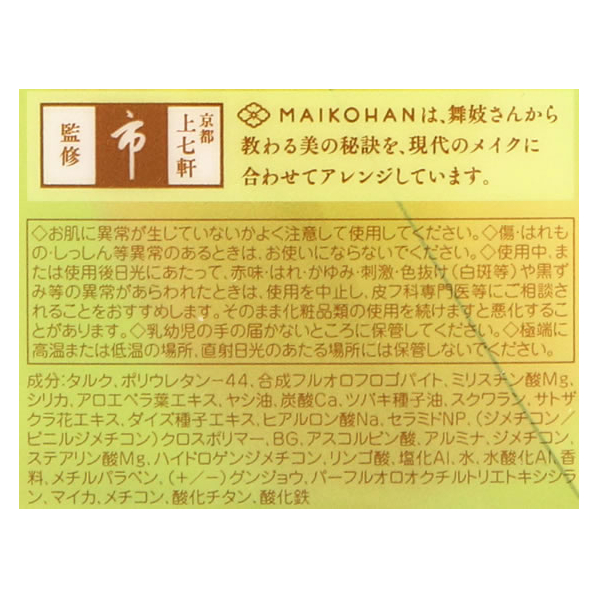 京都
上七軒
市
監修
MAIKOHANは、舞妓さんから
教わる美の秘訣を、現代のメイクに
合わせてアレンジしています。
◇お肌に異常が生じていないかよく注意して使用してください。◇傷・はれも
の・しっしん等異常のあるときは、お使いにならないでください。◇使用中、ま
たは使用後日光にあたって、赤味・はれ・かゆみ・刺激・色抜け(白斑等)や黒ず
み等の異常があらわれたときは、使用を中止し、皮フ科専門医等にご相談さ
れることをおすすめします。そのまま化粧品類の使用を続けますと悪化するこ
とがあります。◇乳幼児の手の届かないところに保管してください。◇極端に
高温または低温の場所、直射日光のあたる場所には保管しないでください。
成分:タルク、ポリウレタン-44、合成フルオロフロゴパイト、ミリスチン酸Mg、
シリカ、アロエベラ葉エキス、ヤシ油、炭酸Ca、ツバキ種子油、スクワラン、サトザ
クラ花エキス、ダイズ種子エキス、ヒアルロン酸Na、セラミドNP、(ジメチコン/
ビニルジメチコン)クロスポリマー、BG、アスコルビン酸、アルミナ、ジメチコン、
ステアリン酸Mg、ハイドロゲンジメチコン、リンゴ酸、塩化Al、水、水酸化Al、香
料、メチルパラベン、(+/-)グンジョウ、パーフルオロオクチルトリエトキシシラ
ン、マイカ、メチコン、酸化チタン、酸化鉄